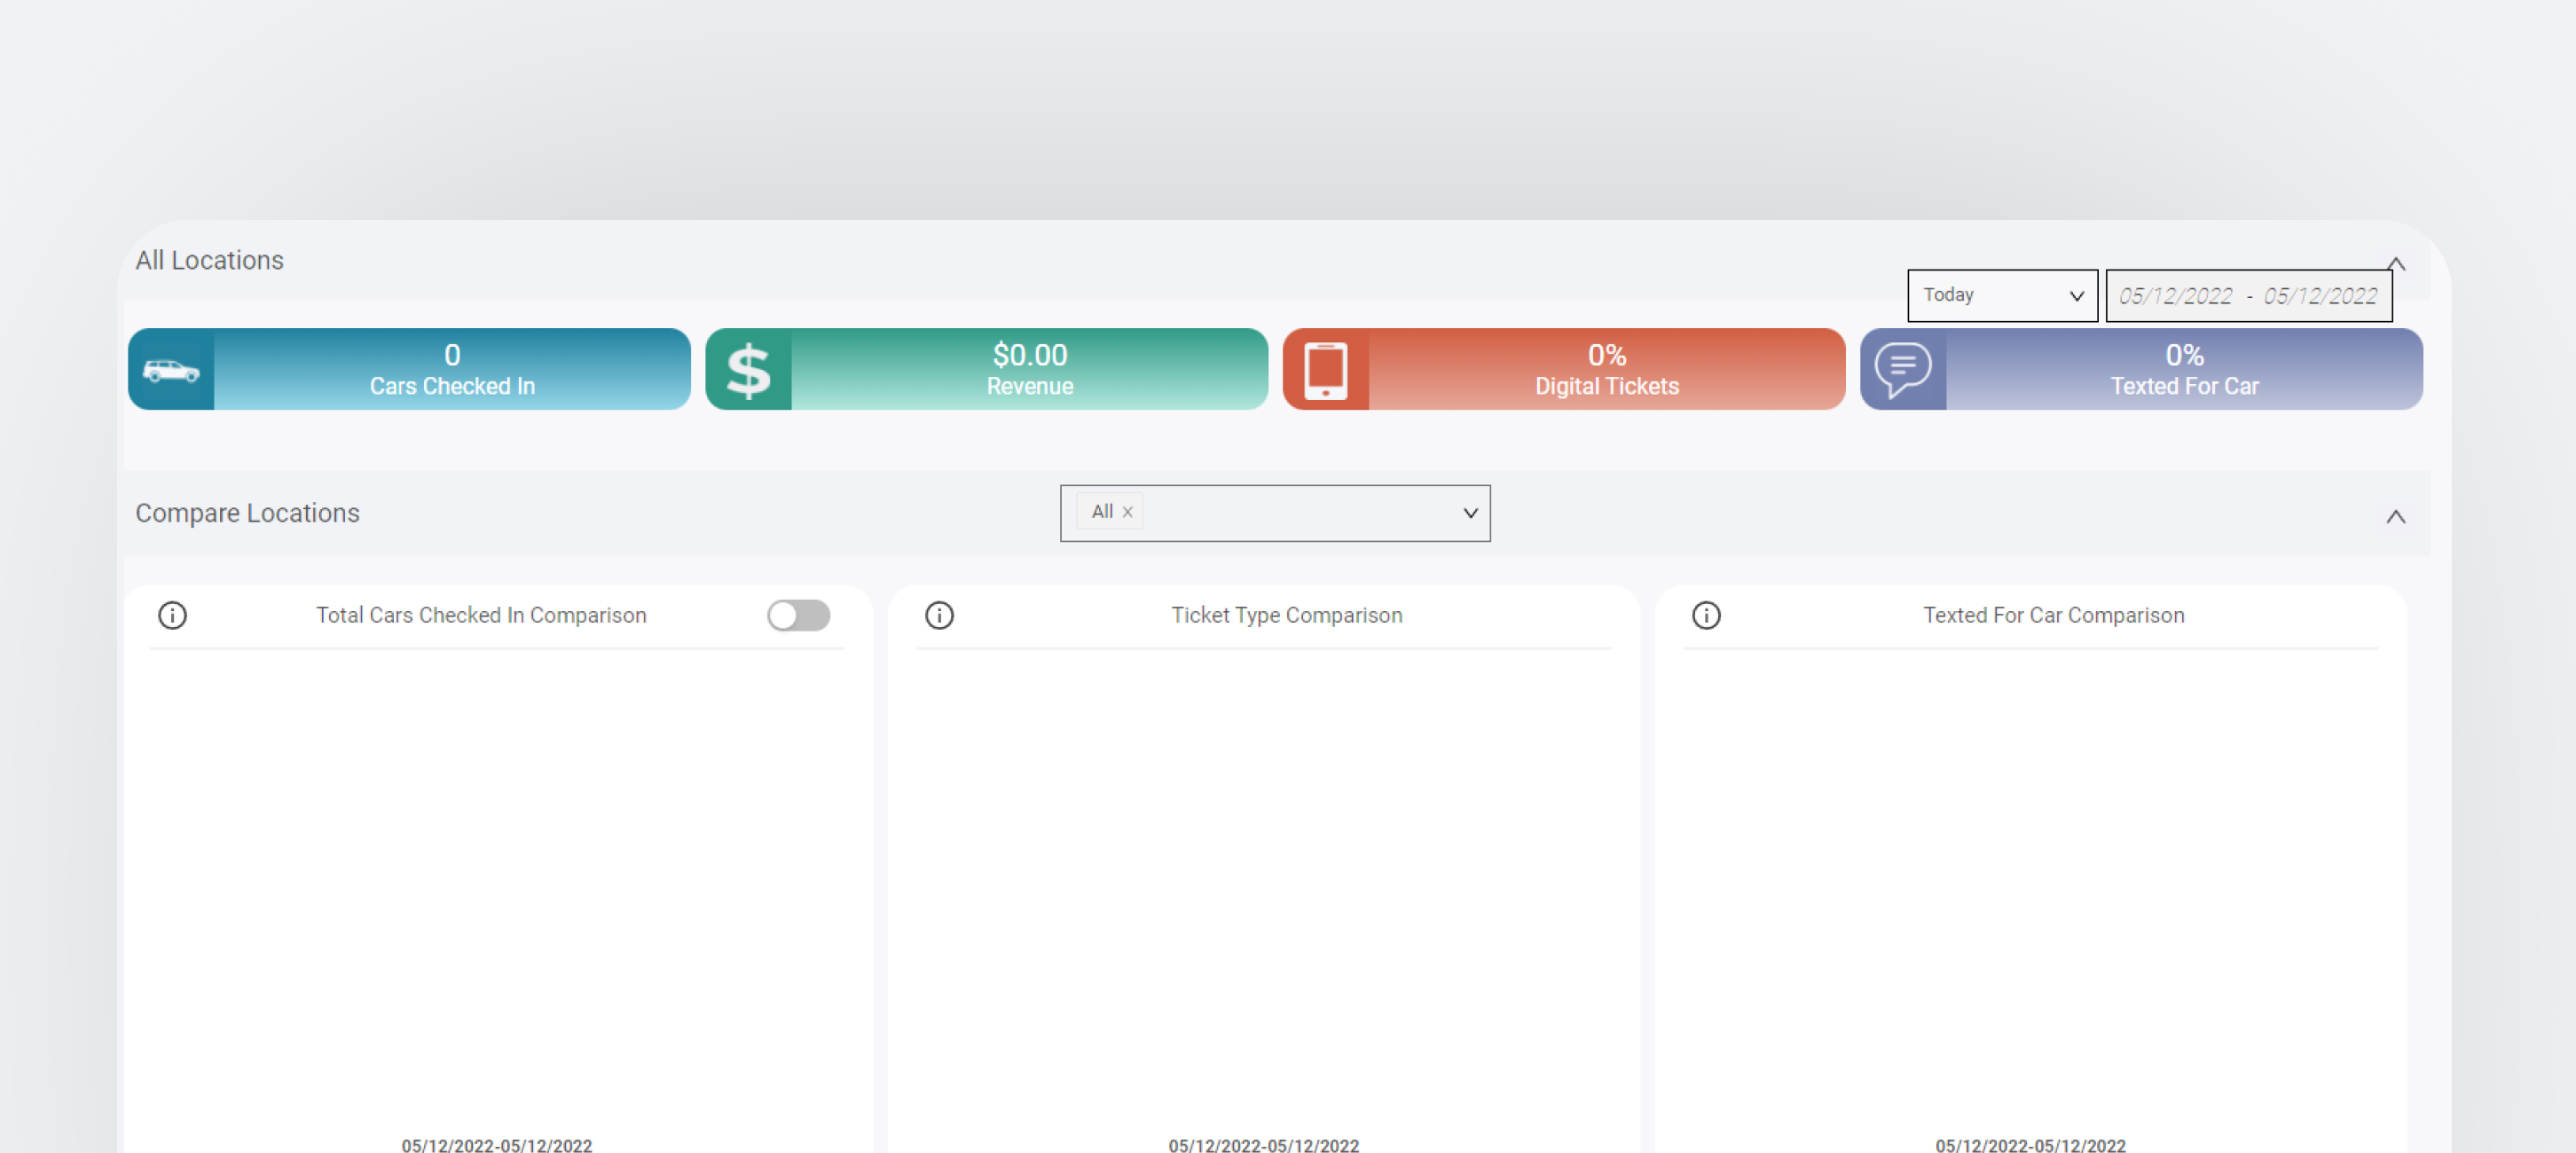 All Locations
Today
05/12/2022 - 05/12/2022
0
Cars Checked In
$0.00
Revenue
0%
Digital Tickets
0%
Texted For Car
Compare Locations
All
Total Cars Checked In Comparison
Ticket Type Comparison
Texted For Car Comparison
05/12/2022-05/12/2022
05/12/2022-05/12/2022
05/12/2022-05/12/2022